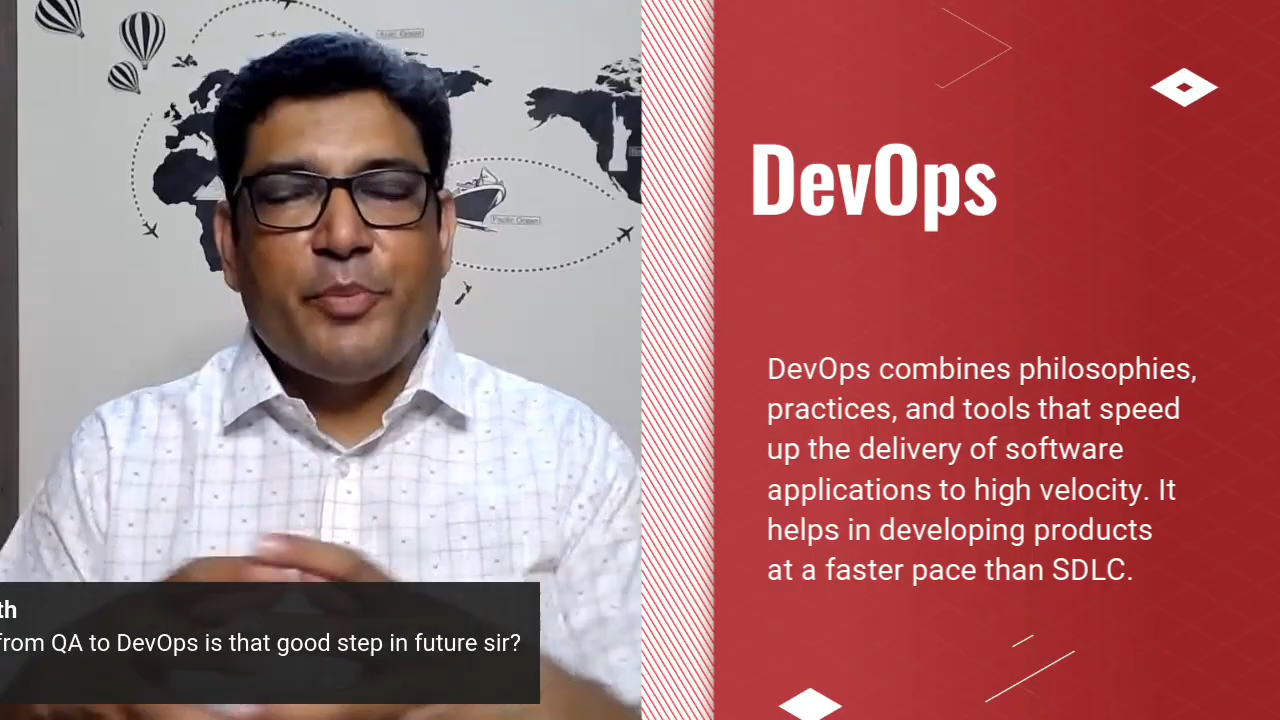 Pacific Ocean
DevOps
DevOps combines philosophies,
practices, and tools that speed
up the delivery of software
applications to high velocity. It
helps in developing products
at a faster pace than SDLC.
th
from QA to DevOps is that good step in future sir?